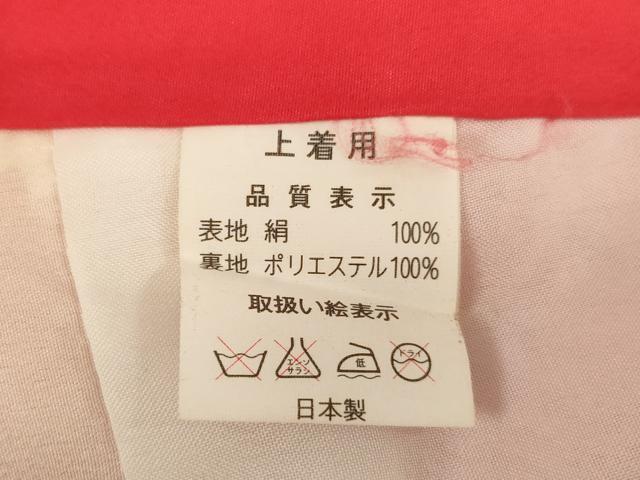 上着用
品質表示
表地 絹 100%
裏地 ポリエステル100%
取扱い絵表示
エンソ サラシ 低 ドライ
日本製